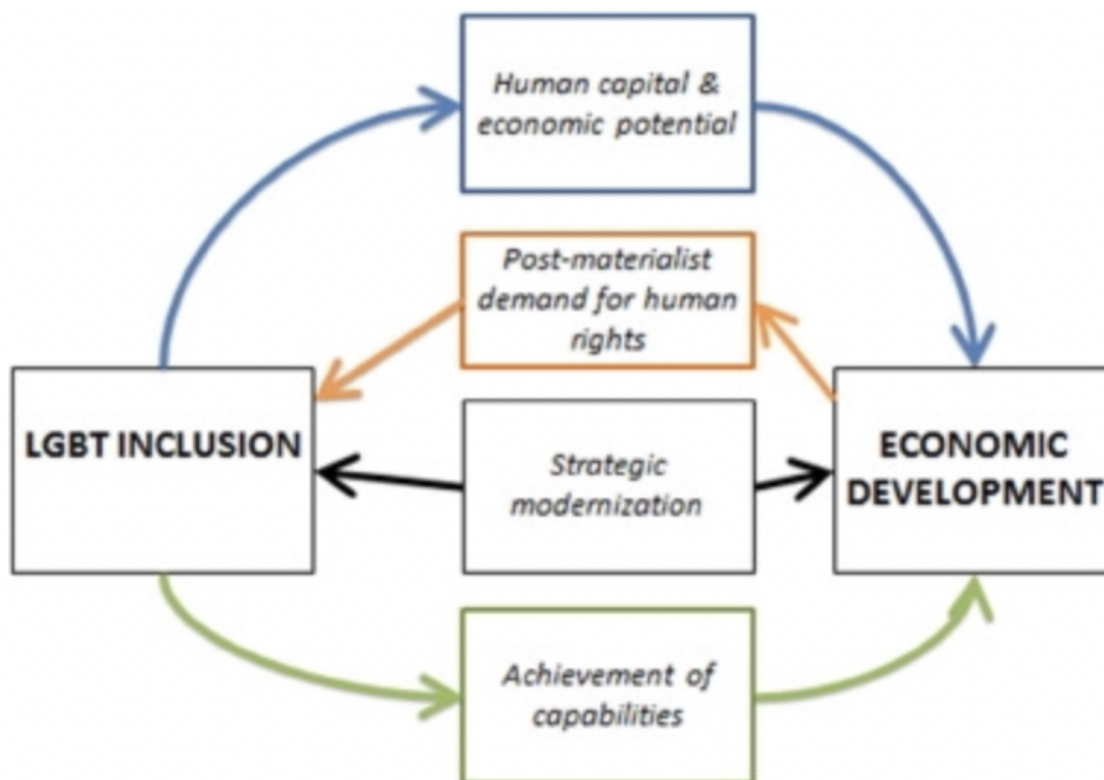 Human capital &
economic potential
Post-materialist
demand for human
rights
LGBT INCLUSION
Strategic
modernization
ECONOMIC
DEVELOPMENT
Achievement of
capabilities